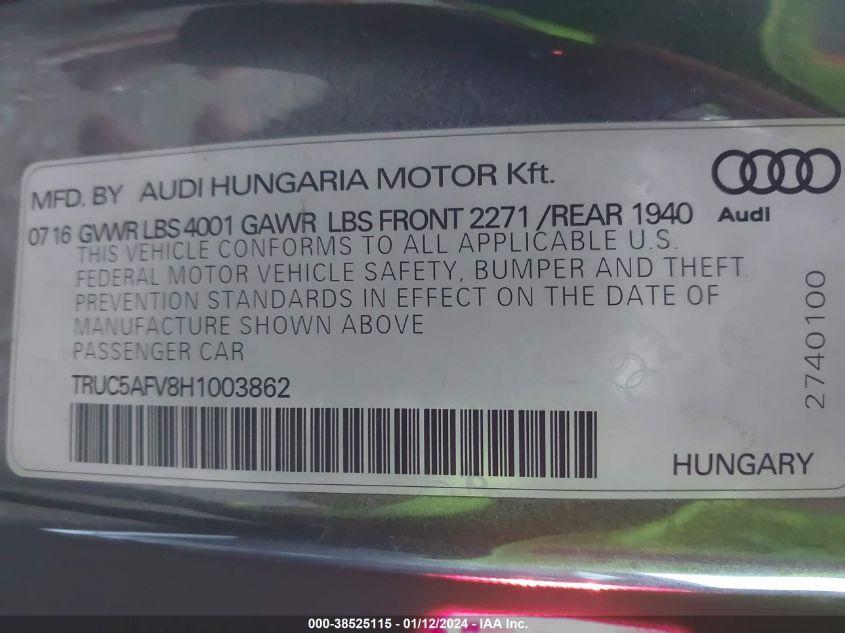 MFD. BY AUDI HUNGARIA MOTOR Kft.
Audi
07 16 GVWR LBS 4001 GAWR LBS FRONT 2271 /REAR 1940
THIS VEHICLE CONFORMS TO ALL APPLICABLE U.S.
FEDERAL MOTOR VEHICLE SAFETY, BUMPER AND THEFT
PREVENTION STANDARDS IN EFFECT ON THE DATE OF
MANUFACTURE SHOWN ABOVE
PASSENGER CAR
TRUC5AFV8H1003862
2740100
HUNGARY
000-38525115 - 01/12/2024 - IAA Inc.